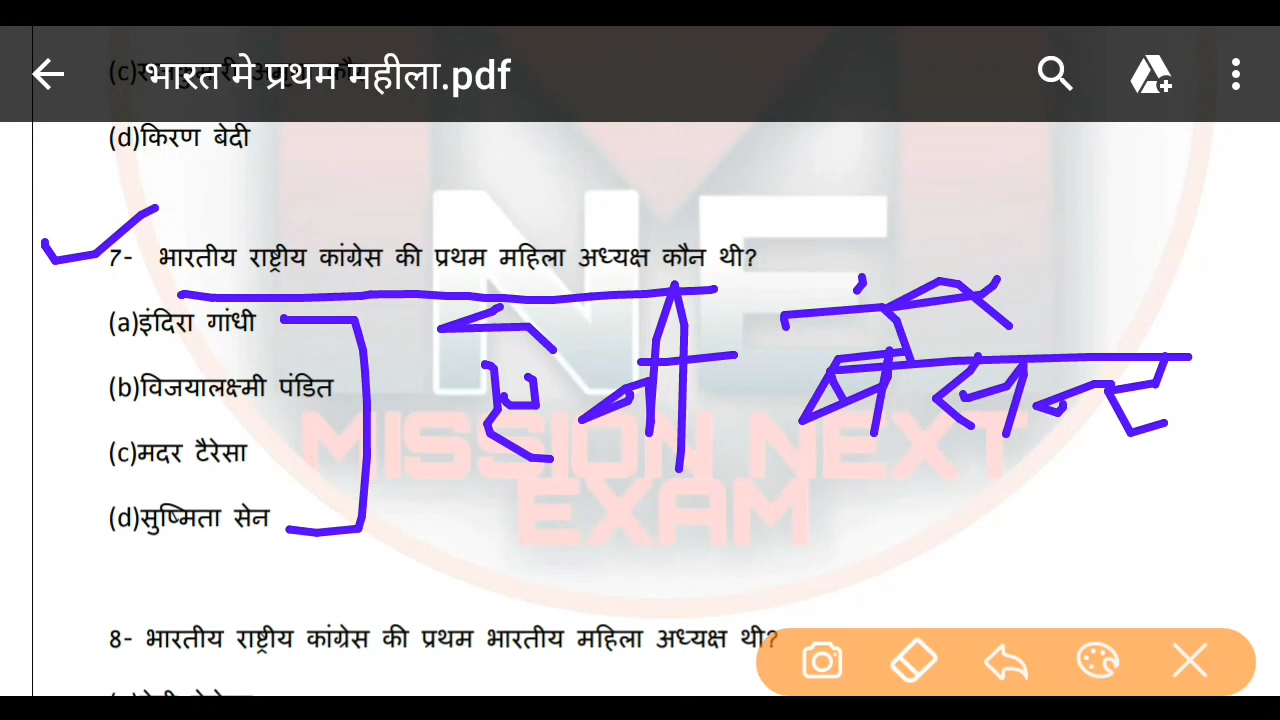 भारत मे प्रथम महीला.pdf
(d)किरण बेदी
7- भारतीय राष्ट्रीय कांग्रेस की प्रथम महिला अध्यक्ष कौन थी?
(a)इंदिरा गांधी
(b)विजयालक्ष्मी पंडित
(c)मदर टैरेसा
(d)सुष्मिता सेन
MISSION NEXT
EXAM
8- भारतीय राष्ट्रीय कांग्रेस की प्रथम भारतीय महिला अध्यक्ष थी?